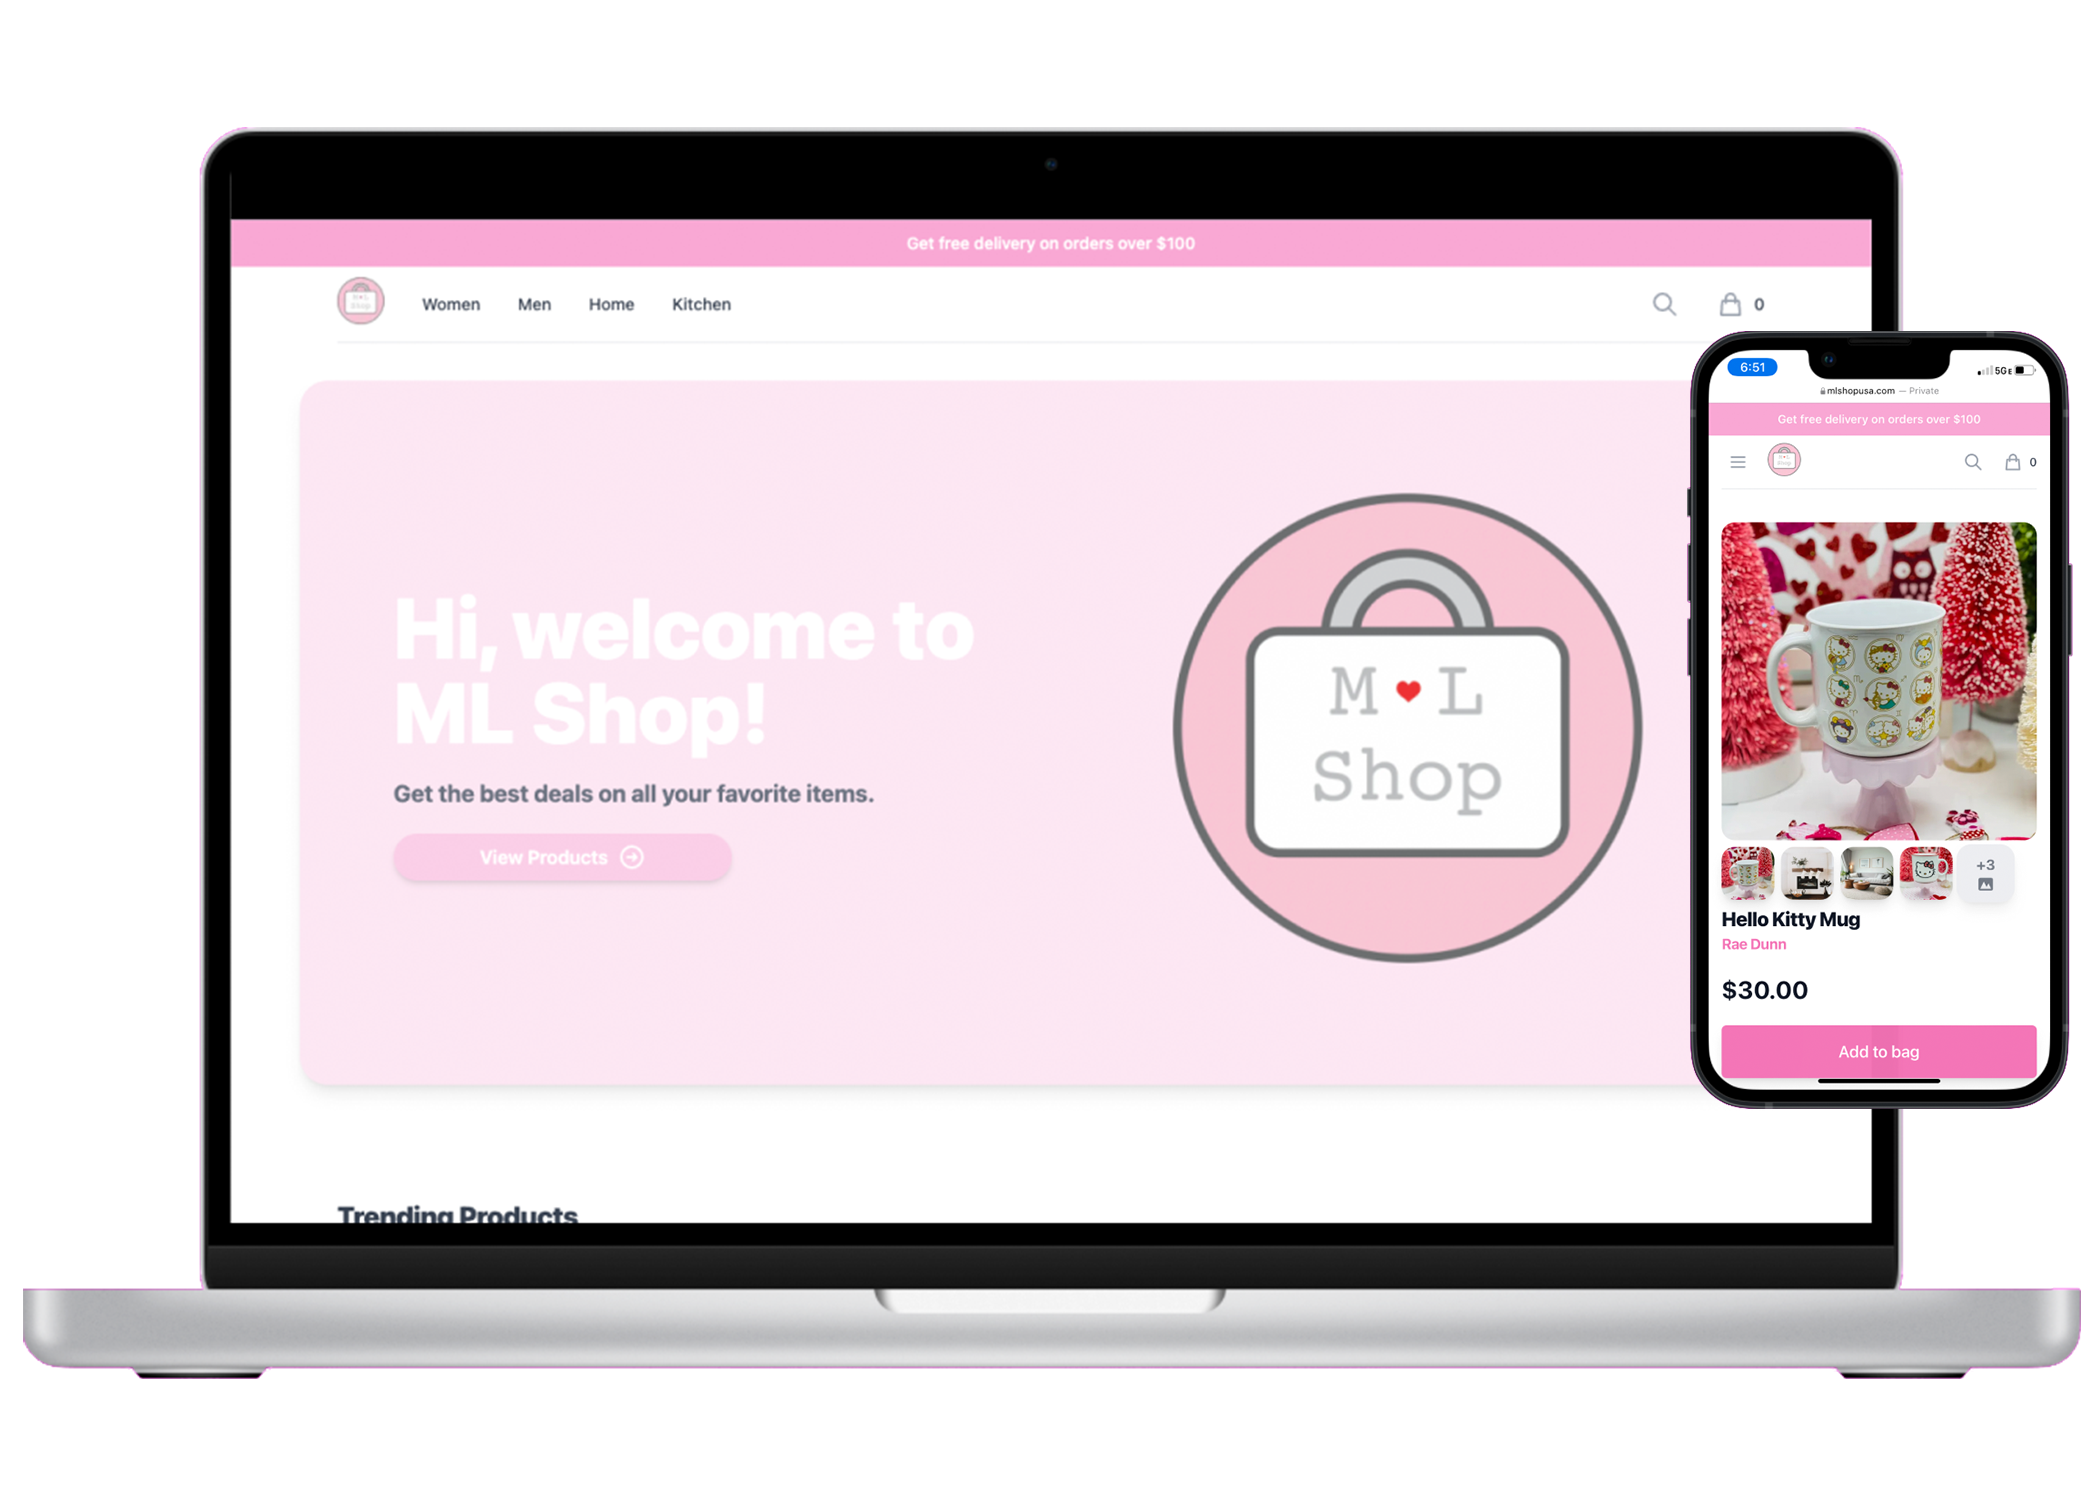 Get free delivery on orders over $100
Women Men Home Kitchen
0
Hi, welcome to
ML Shop!
Get the best deals on all your favorite items.
View Products
M L
Shop
Trending Products
6:51
5GE
mlshopusa.com — Private
Get free delivery on orders over $100
0
+3
Hello Kitty Mug
Rae Dunn
$30.00
Add to bag